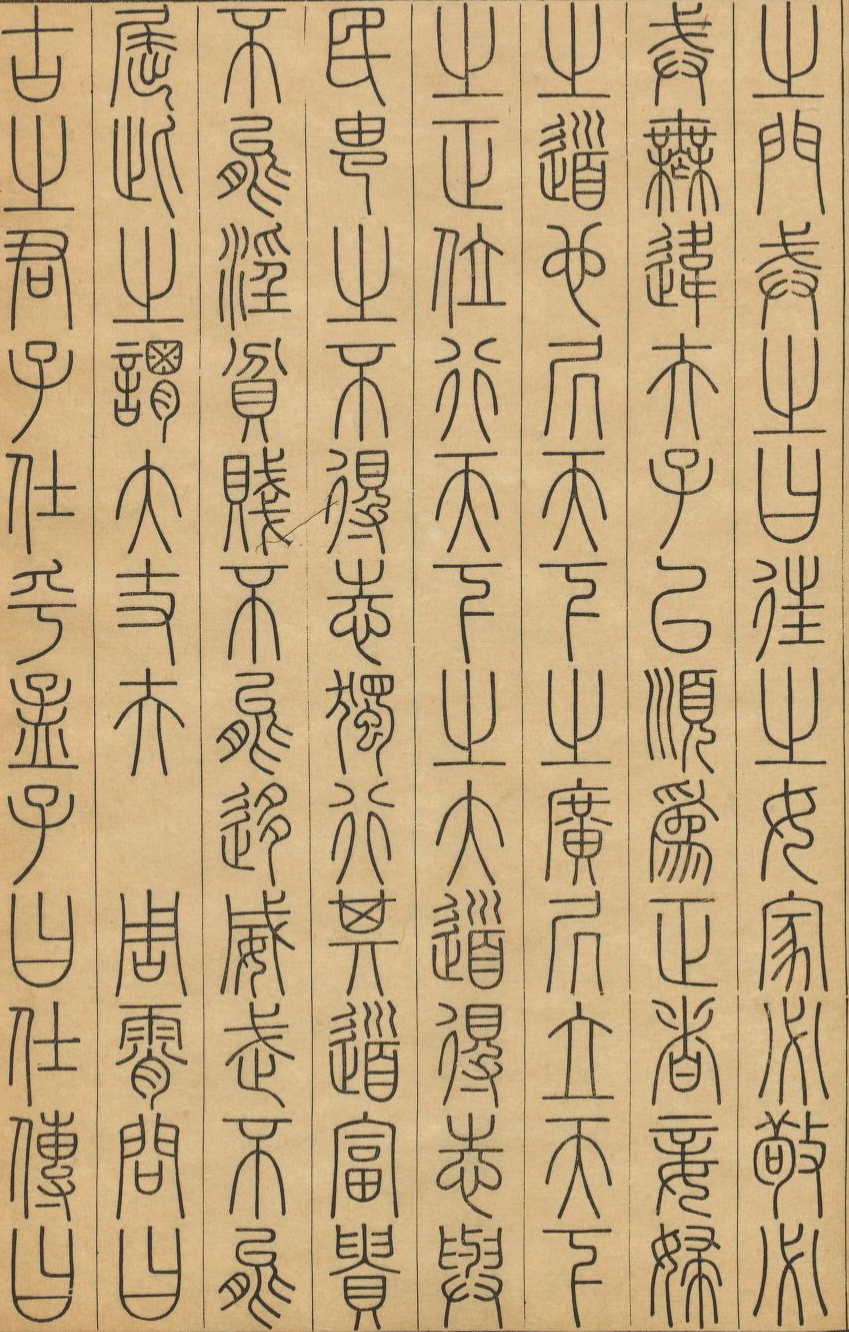 之門戒之曰往之女家必敬必
戒無違夫子以順為正者妾婦
之道也居天下之廣居立天下
之正位行天下之大道得志與
民由之不得志獨行其道富貴
不能淫貧賤不能移威武不能
屈此之謂大丈夫　周霄問曰
古之君子仕乎孟子曰仕傳曰